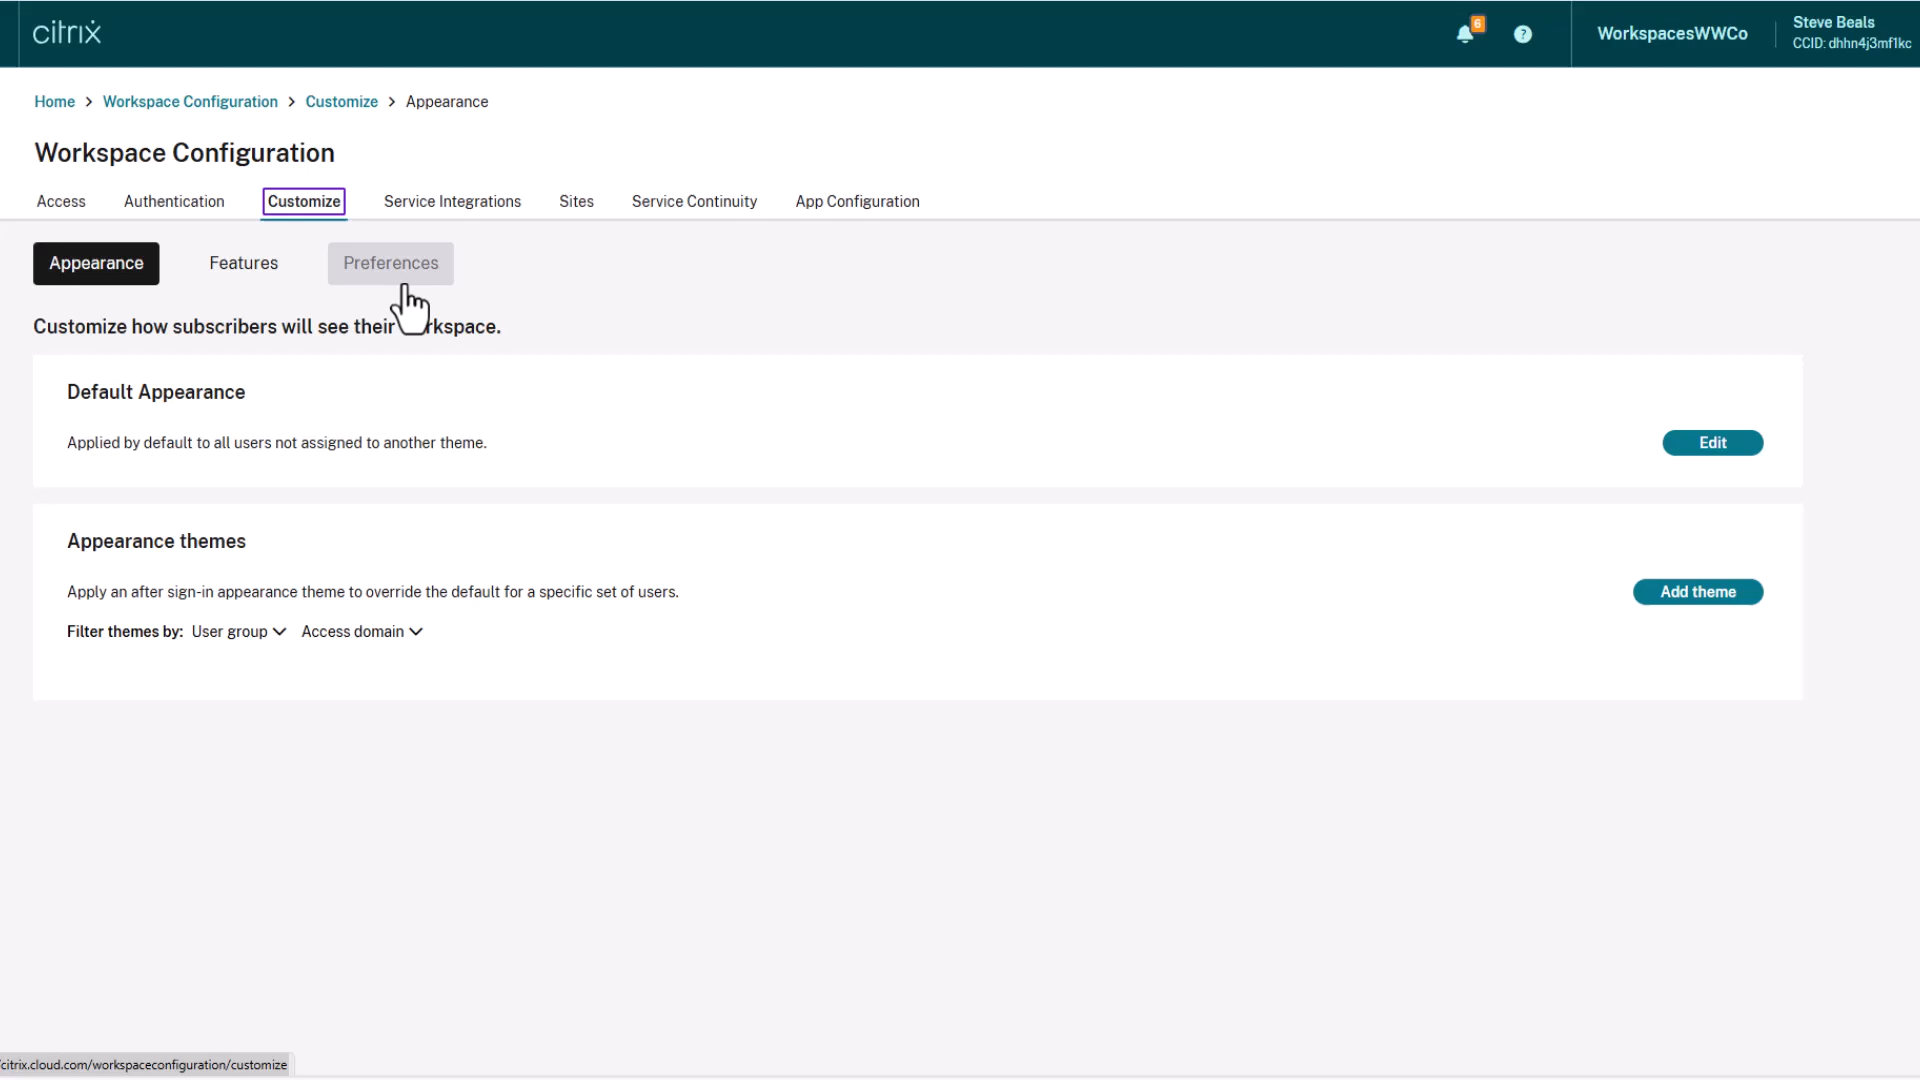 citrix
6
?
WorkspacesWWCo
Steve Beals
CCID: dhhn4j3mf1kc
Home > Workspace Configuration > Customize > Appearance
Workspace Configuration
Access Authentication Customize Service Integrations Sites Service Continuity App Configuration
Appearance Features Preferences
Customize how subscribers will see their rkspace.
Default Appearance
Applied by default to all users not assigned to another theme.
Edit
Appearance themes
Apply an after sign-in appearance theme to override the default for a specific set of users.
Add theme
Filter themes by: User group Access domain
citrix.cloud.com/workspaceconfiguration/customize